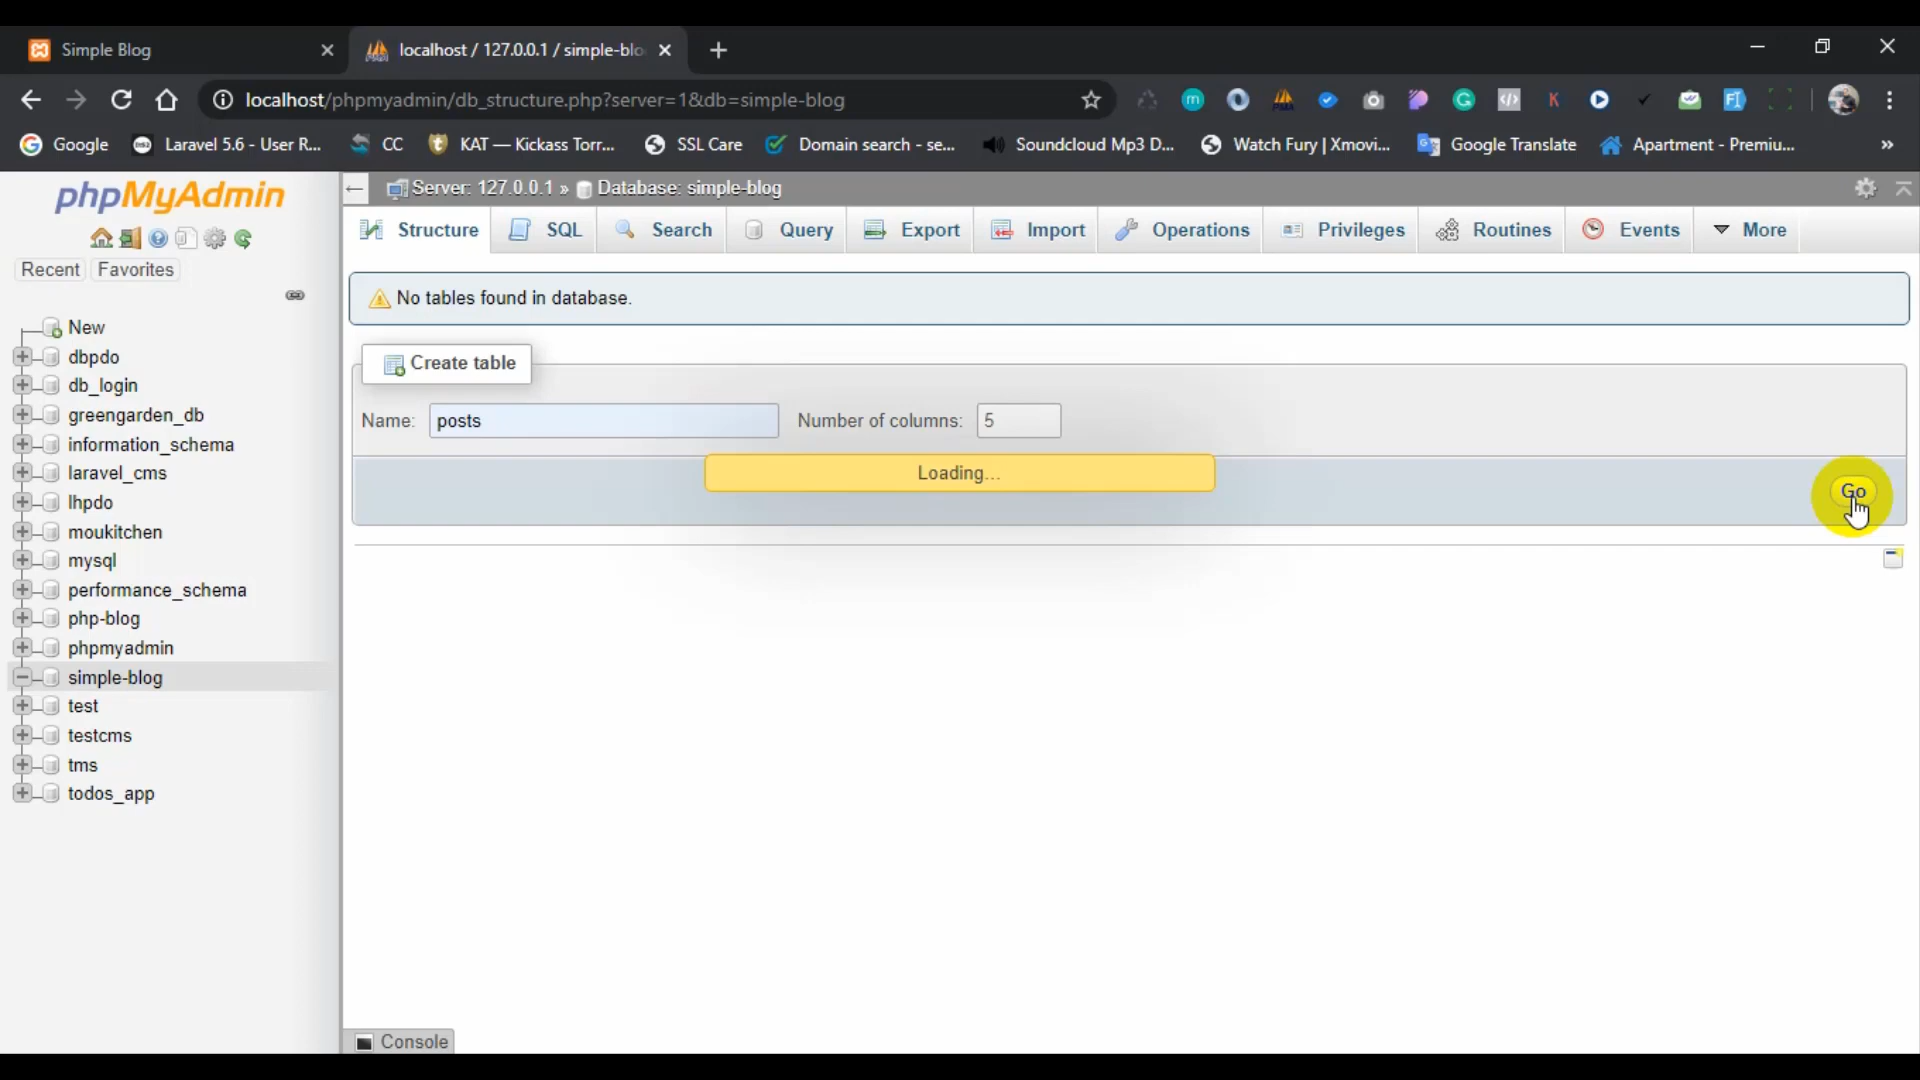 Simple Blog
localhost / 127.0.0.1 / simple-blo
localhost/phpmyadmin/db_structure.php?server=1&db=simple-blog
Google
Laravel 5.6 - User R...
CC
KAT — Kickass Torr...
SSL Care
Domain search - se...
Soundcloud Mp3 D...
Watch Fury | Xmovi...
Google Translate
Apartment - Premiu...
»
phpMyAdmin
Recent
Favorites
New
dbpdo
db_login
greengarden_db
information_schema
laravel_cms
lhpdo
moukitchen
mysql
performance_schema
php-blog
phpmyadmin
simple-blog
test
testcms
tms
todos_app
Server: 127.0.0.1 » Database: simple-blog
Structure
SQL
Search
Query
Export
Import
Operations
Privileges
Routines
Events
More
No tables found in database.
Create table
Name: posts
Number of columns: 5
Loading...
Go
Console